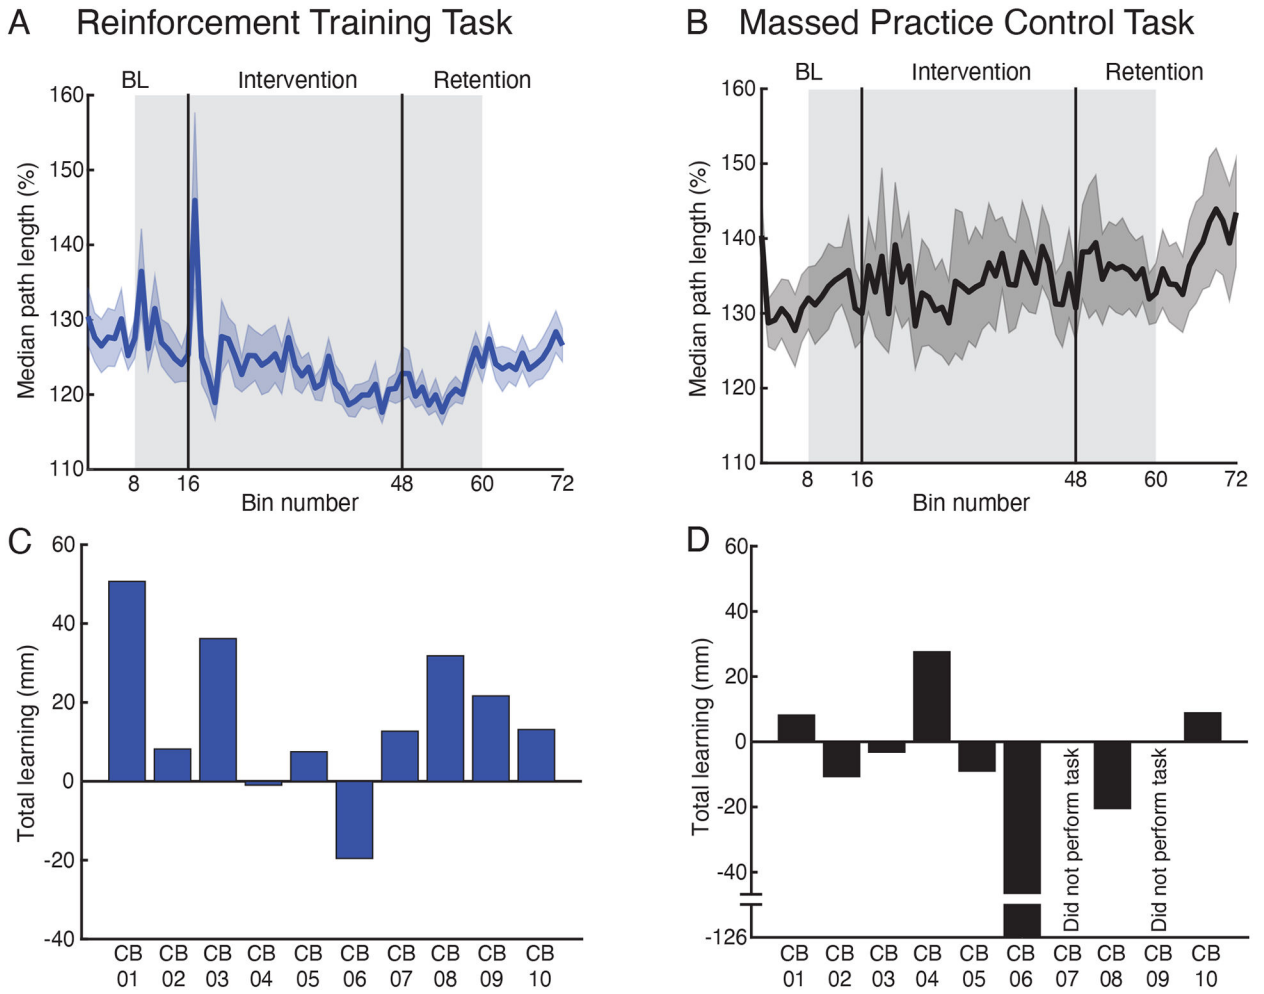 A Reinforcement Training Task
BL Intervention Retention
160
150
140
130
120
110
Median path length (%)
8 16 48 60 72
Bin number
B Massed Practice Control Task
BL Intervention Retention
160
150
140
130
120
110
Median path length (%)
8 16 48 60 72
Bin number
C
60
40
20
0
-20
-40
Total learning (mm)
CB CB CB CB CB CB CB CB CB CB
01 02 03 04 05 06 07 08 09 10
D
60
40
20
0
-20
-40
-126
Total learning (mm)
Did not perform task
Did not perform task
CB CB CB CB CB CB CB CB CB CB
01 02 03 04 05 06 07 08 09 10